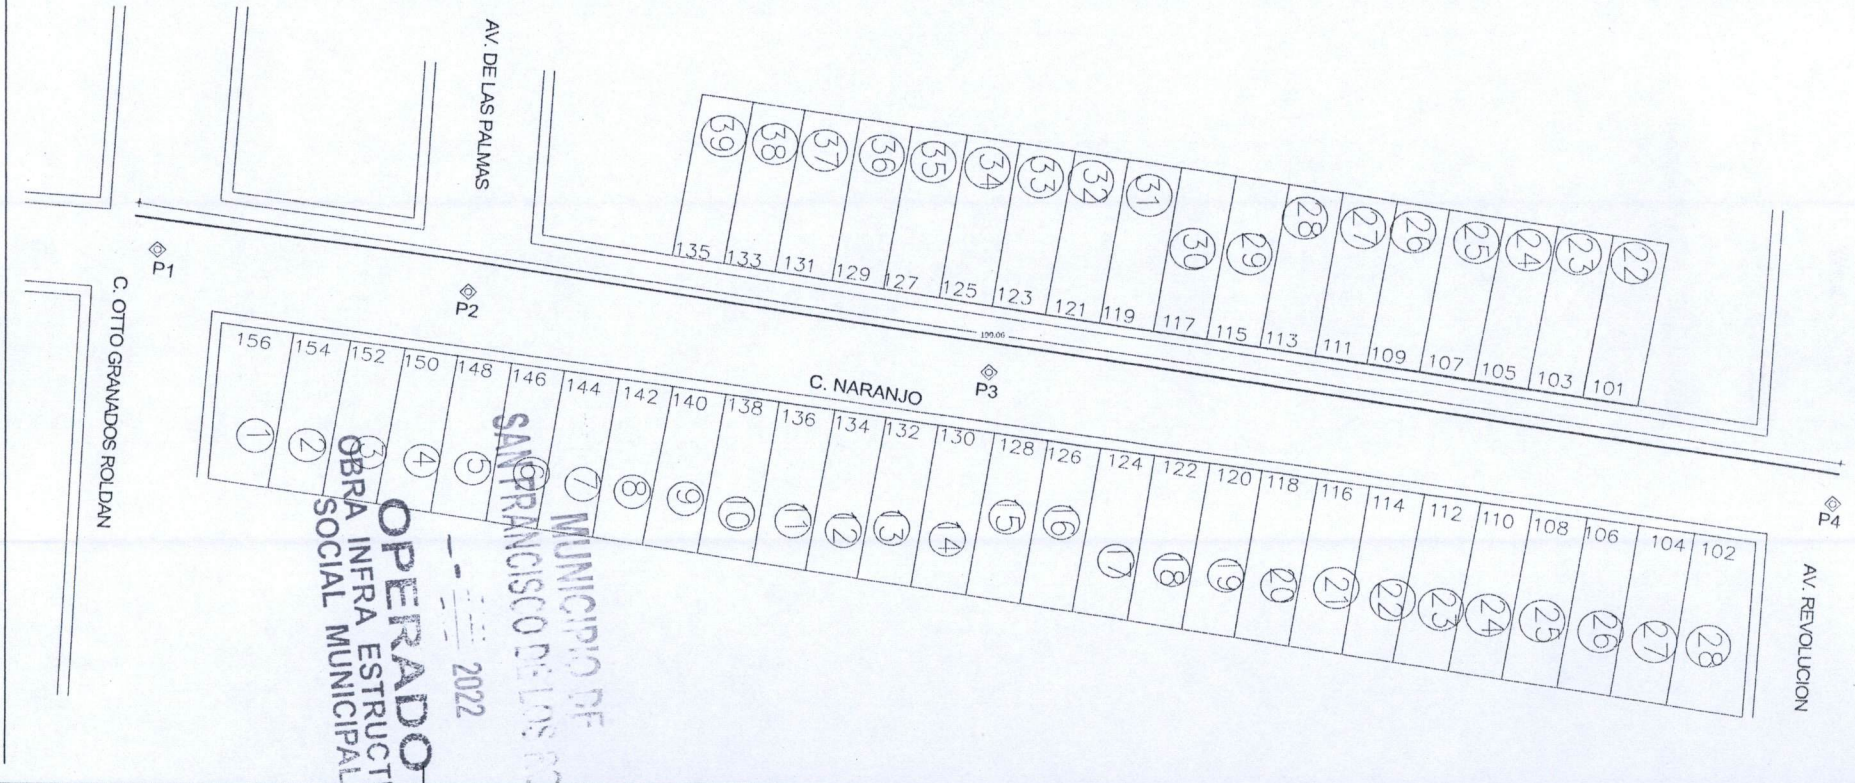 AV. DE LAS PALMAS
39 38 37 36 35 34 33 32 31 30 29 28 27 26 25 24 23 22
135 133 131 129 127 125 123 121 119 117 115 113 111 109 107 105 103 101
P1
P2
P3
P4
C. OTTO GRANADOS ROLDAN
C. NARANJO
156 154 152 150 148 146 144 142 140 138 136 134 132 130 128 126 124 122 120 118 116 114 112 110 108 106 104 102
1 2 3 4 5 6 7 8 9 10 11 12 13 14 15 16 17 18 19 20 21 22 23 24 25 26 27 28
AV. REVOLUCION
MUNICIPIO DE
SAN FRANCISCO DE LOS
2022
OPERADO
OBRA INFRA ESTRUCT
SOCIAL MUNICIPAL